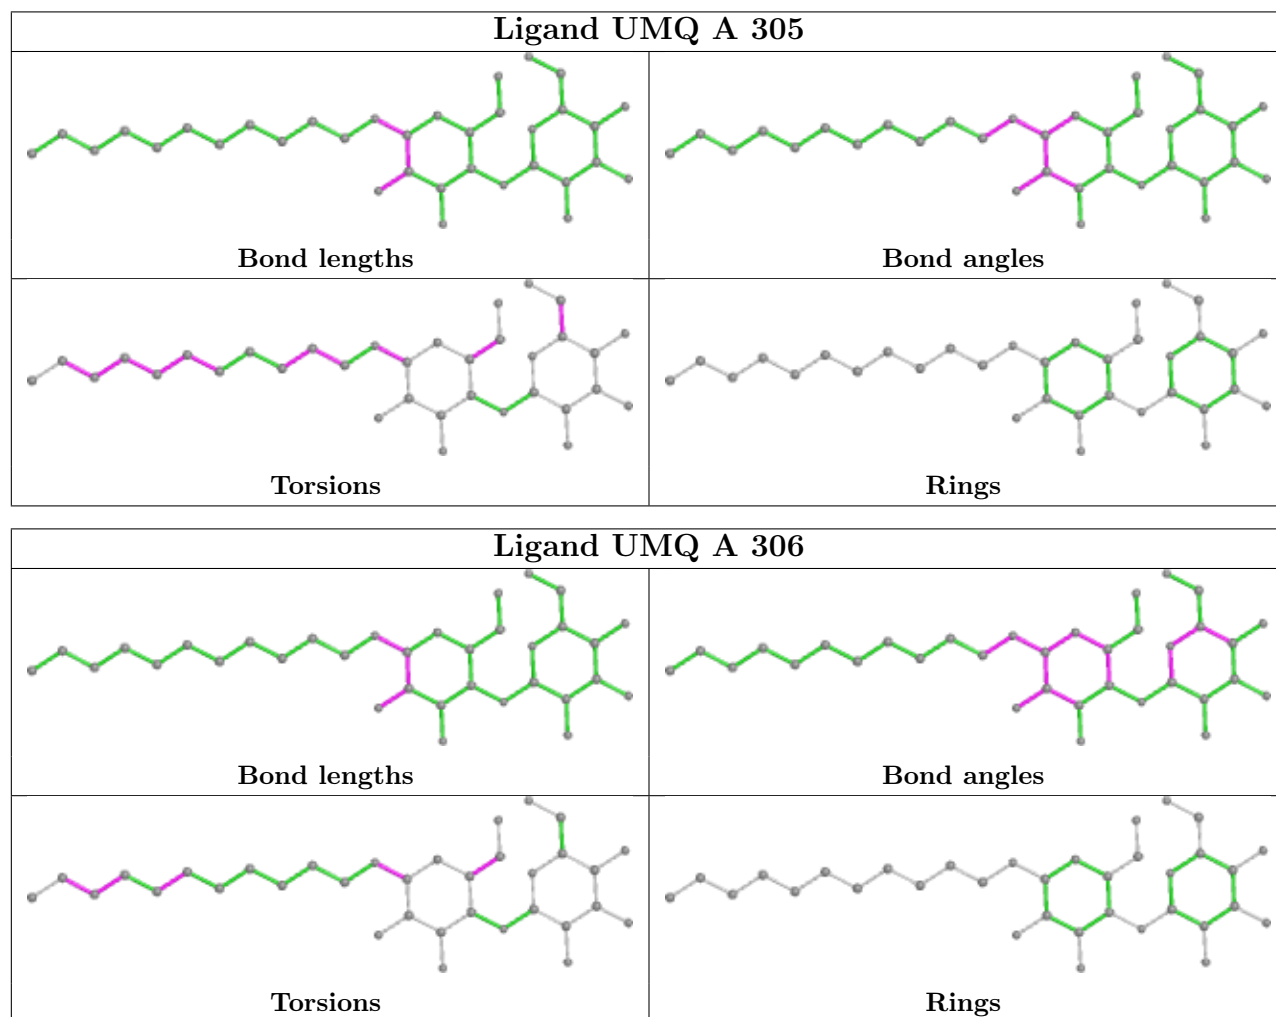 Ligand UMQ A 305
Bond lengths
Bond angles
Torsions
Rings
Ligand UMQ A 306
Bond lengths
Bond angles
Torsions
Rings